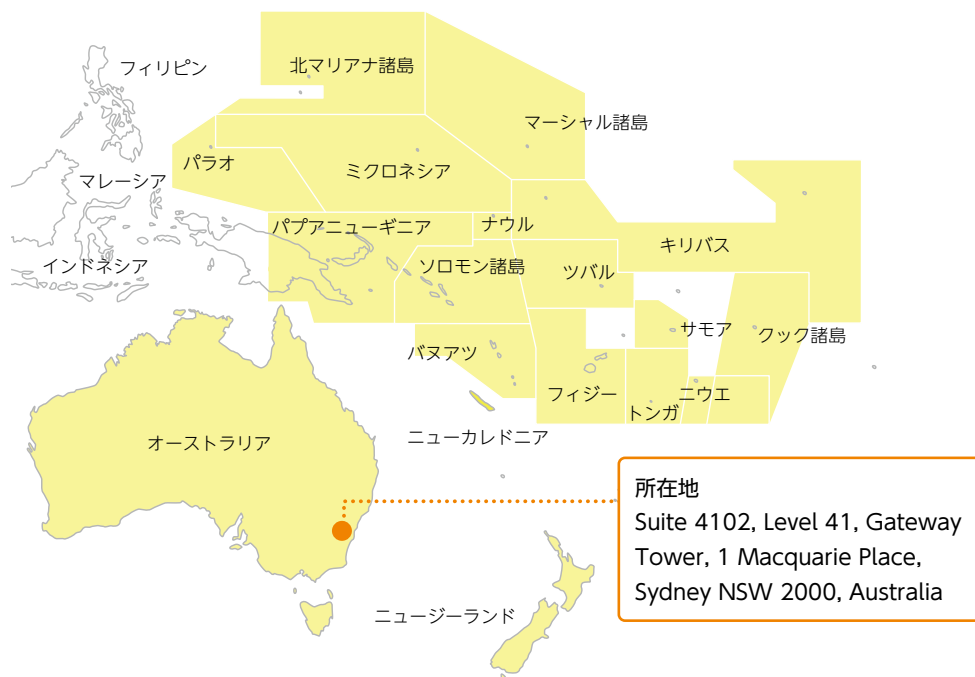 フィリピン
北マリアナ諸島
マーシャル諸島
パラオ
ミクロネシア
マレーシア
パプアニューギニア
ナウル
キリバス
インドネシア
ソロモン諸島
ツバル
サモア
クック諸島
バヌアツ
フィジー
ニウエ
トンガ
ニューカレドニア
オーストラリア
所在地
Suite 4102, Level 41, Gateway
Tower, 1 Macquarie Place,
Sydney NSW 2000, Australia
ニュージーランド